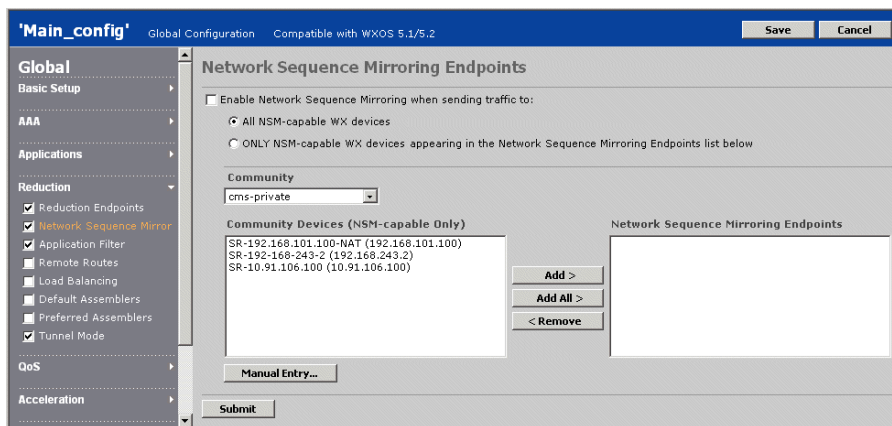 'Main_config' Global Configuration Compatible with WXOS 5.1/5.2 Save Cancel
Global
Basic Setup
AAA
Applications
Reduction
Reduction Endpoints
Network Sequence Mirror
Application Filter
Remote Routes
Load Balancing
Default Assemblers
Preferred Assemblers
Tunnel Mode
QoS
Acceleration
Network Sequence Mirroring Endpoints
Enable Network Sequence Mirroring when sending traffic to:
All NSM-capable WX devices
ONLY NSM-capable WX devices appearing in the Network Sequence Mirroring Endpoints list below
Community
cms-private
Community Devices (NSM-capable Only)
SR-192.168.101.100-NAT (192.168.101.100)
SR-192-168-243-2 (192.168.243.2)
SR-10.91.106.100 (10.91.106.100)
Add >
Add All >
< Remove
Network Sequence Mirroring Endpoints
Manual Entry...
Submit